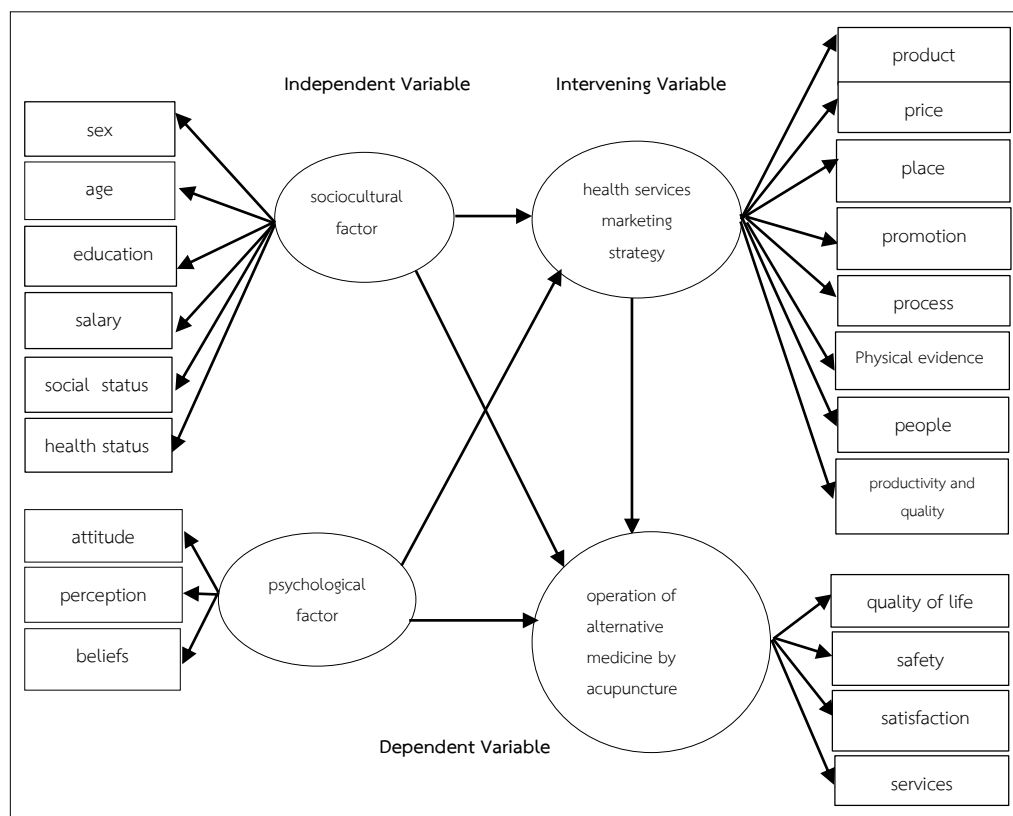 Independent Variable
Intervening Variable
sex
age
education
salary
social status
health status
sociocultural
factor
health services
marketing
strategy
product
price
place
promotion
process
Physical evidence
people
productivity and
quality
attitude
perception
beliefs
psychological
factor
operation of
alternative
medicine by
acupuncture
quality of life
safety
satisfaction
services
Dependent Variable